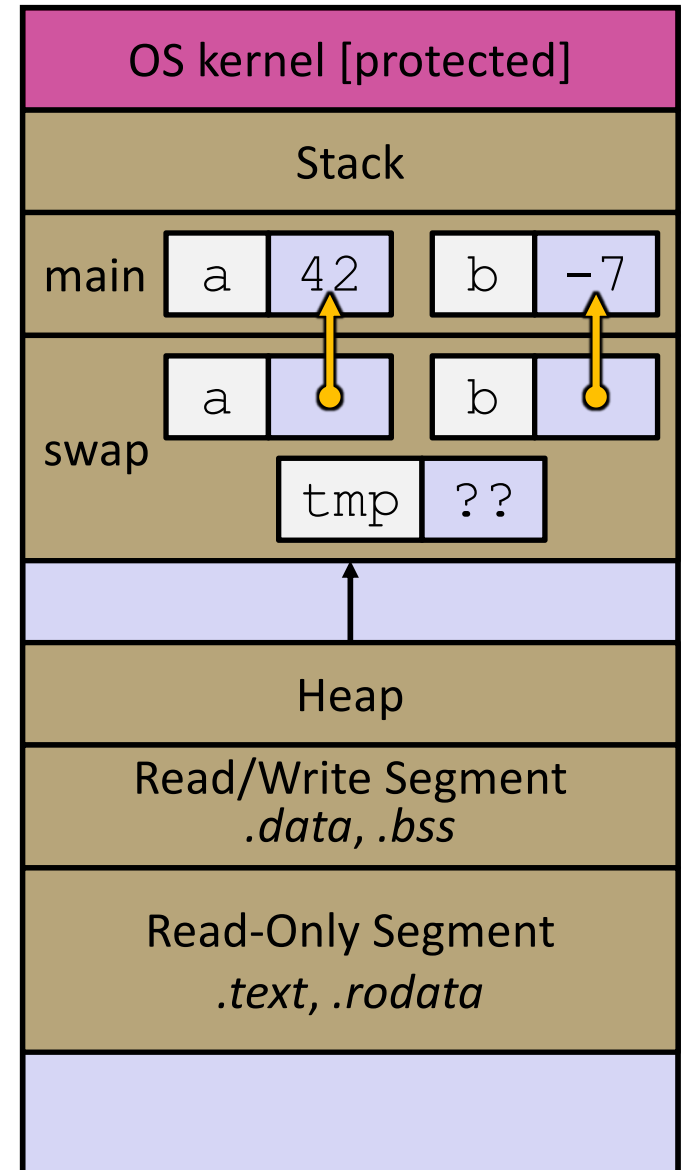 OS kernel [protected]
Stack
main a 42 b -7
a b
swap
tmp ??
Heap
Read/Write Segment
.data, .bss
Read-Only Segment
.text, .rodata